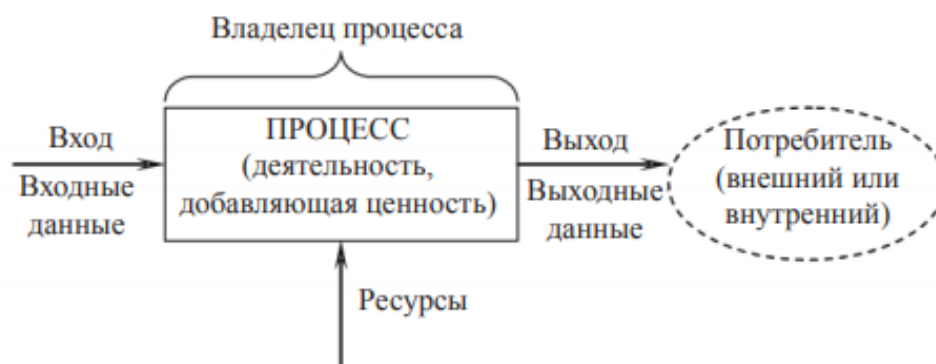 Владелец процесса
Вход
Входные
данные
ПРОЦЕСС
(деятельность,
добавляющая ценность)
Выход
Выходные
данные
Потребитель
(внешний или
внутренний)
Ресурсы